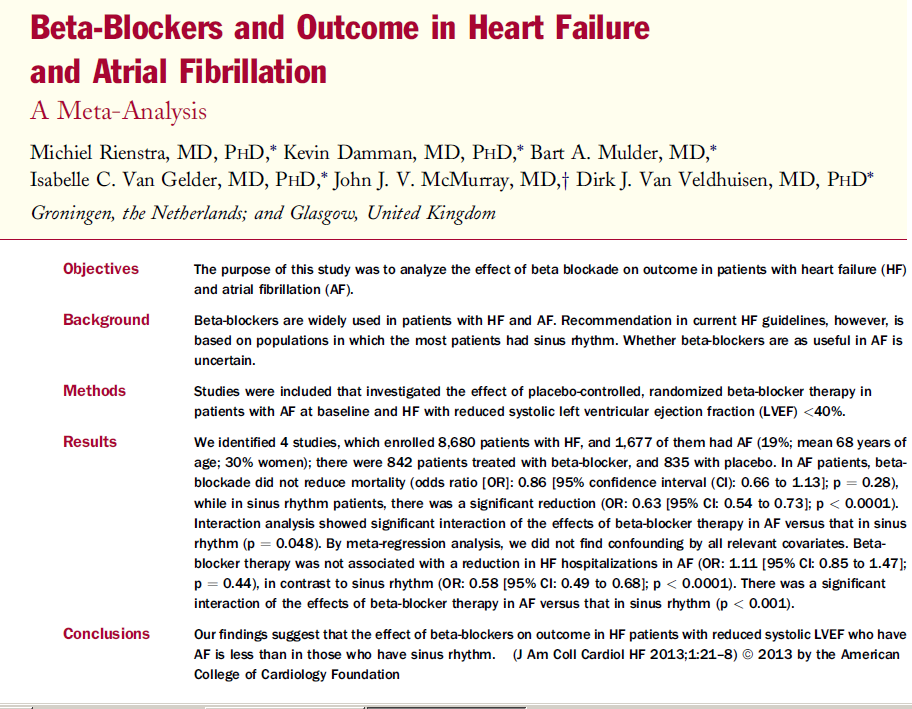 Beta-Blockers and Outcome in Heart Failure
and Atrial Fibrillation
A Meta-Analysis
Michiel Rienstra, MD, PHD,* Kevin Damman, MD, PHD,* Bart A. Mulder, MD,*
Isabelle C. Van Gelder, MD, PHD,* John J. V. McMurray, MD,† Dirk J. Van Veldhuisen, MD, PHD*
Groningen, the Netherlands; and Glasgow, United Kingdom
Objectives The purpose of this study was to analyze the effect of beta blockade on outcome in patients with heart failure (HF)
and atrial fibrillation (AF).
Background Beta-blockers are widely used in patients with HF and AF. Recommendation in current HF guidelines, however, is
based on populations in which the most patients had sinus rhythm. Whether beta-blockers are as useful in AF is
uncertain.
Methods Studies were included that investigated the effect of placebo-controlled, randomized beta-blocker therapy in
patients with AF at baseline and HF with reduced systolic left ventricular ejection fraction (LVEF) <40%.
Results We identified 4 studies, which enrolled 8,680 patients with HF, and 1,677 of them had AF (19%; mean 68 years of
age; 30% women); there were 842 patients treated with beta-blocker, and 835 with placebo. In AF patients, beta-
blockade did not reduce mortality (odds ratio [OR]: 0.86 [95% confidence interval (CI): 0.66 to 1.13]; p = 0.28),
while in sinus rhythm patients, there was a significant reduction (OR: 0.63 [95% CI: 0.54 to 0.73]; p < 0.0001).
Interaction analysis showed significant interaction of the effects of beta-blocker therapy in AF versus that in sinus
rhythm (p = 0.048). By meta-regression analysis, we did not find confounding by all relevant covariates. Beta-
blocker therapy was not associated with a reduction in HF hospitalizations in AF (OR: 1.11 [95% CI: 0.85 to 1.47];
p = 0.44), in contrast to sinus rhythm (OR: 0.58 [95% CI: 0.49 to 0.68]; p < 0.0001). There was a significant
interaction of the effects of beta-blocker therapy in AF versus that in sinus rhythm (p < 0.001).
Conclusions Our findings suggest that the effect of beta-blockers on outcome in HF patients with reduced systolic LVEF who have
AF is less than in those who have sinus rhythm. (J Am Coll Cardiol HF 2013;1:21–8) © 2013 by the American
College of Cardiology Foundation